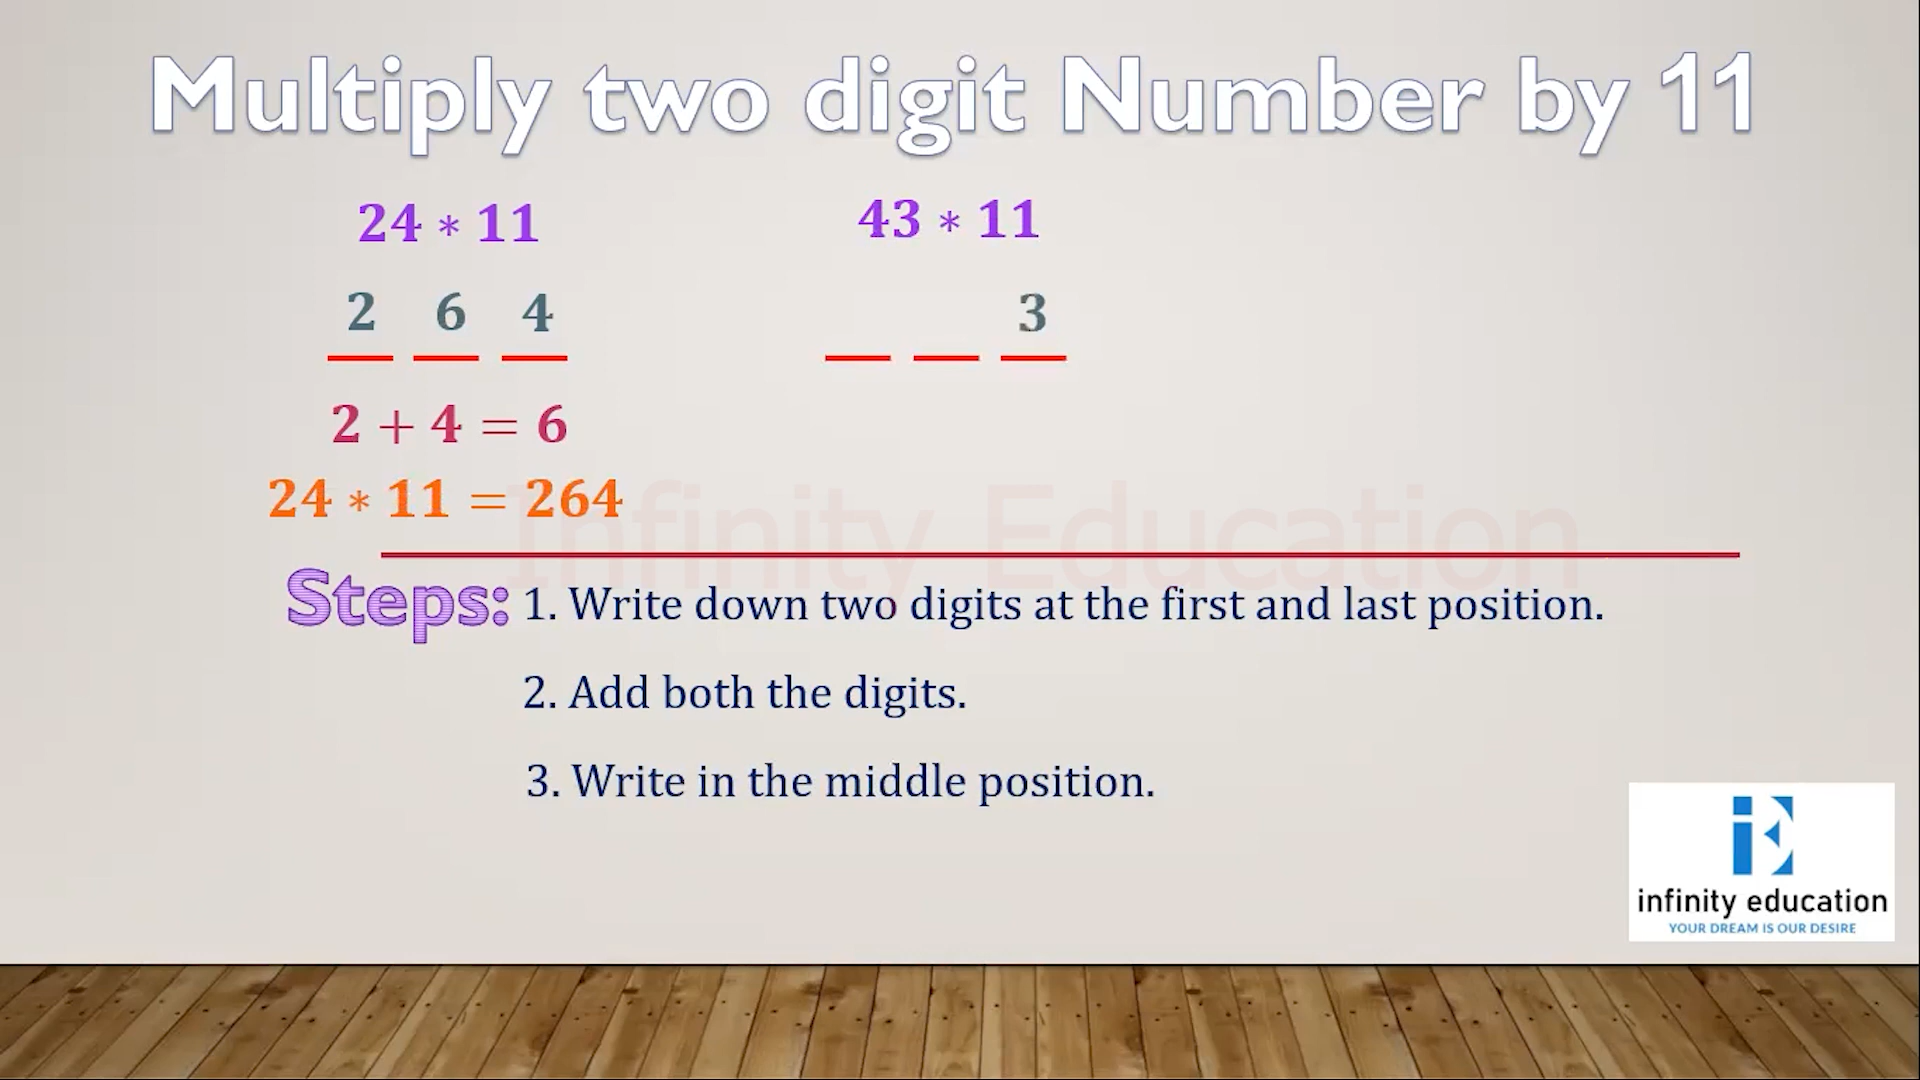 Multiply two digit Number by 11
24 * 11
2 6 4
2 + 4 = 6
24 * 11 = 264
43 * 11
3
Infinity Education
Steps: 1. Write down two digits at the first and last position.
2. Add both the digits.
3. Write in the middle position.
iE
infinity education
YOUR DREAM IS OUR DESIRE